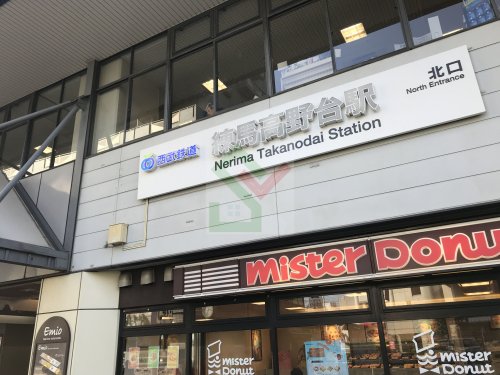 西武鉄道
練馬高野台駅
Nerima Takanodai Station
北口
North Entrance
mister Donut
Emio
mister
Donut
mister
Donut